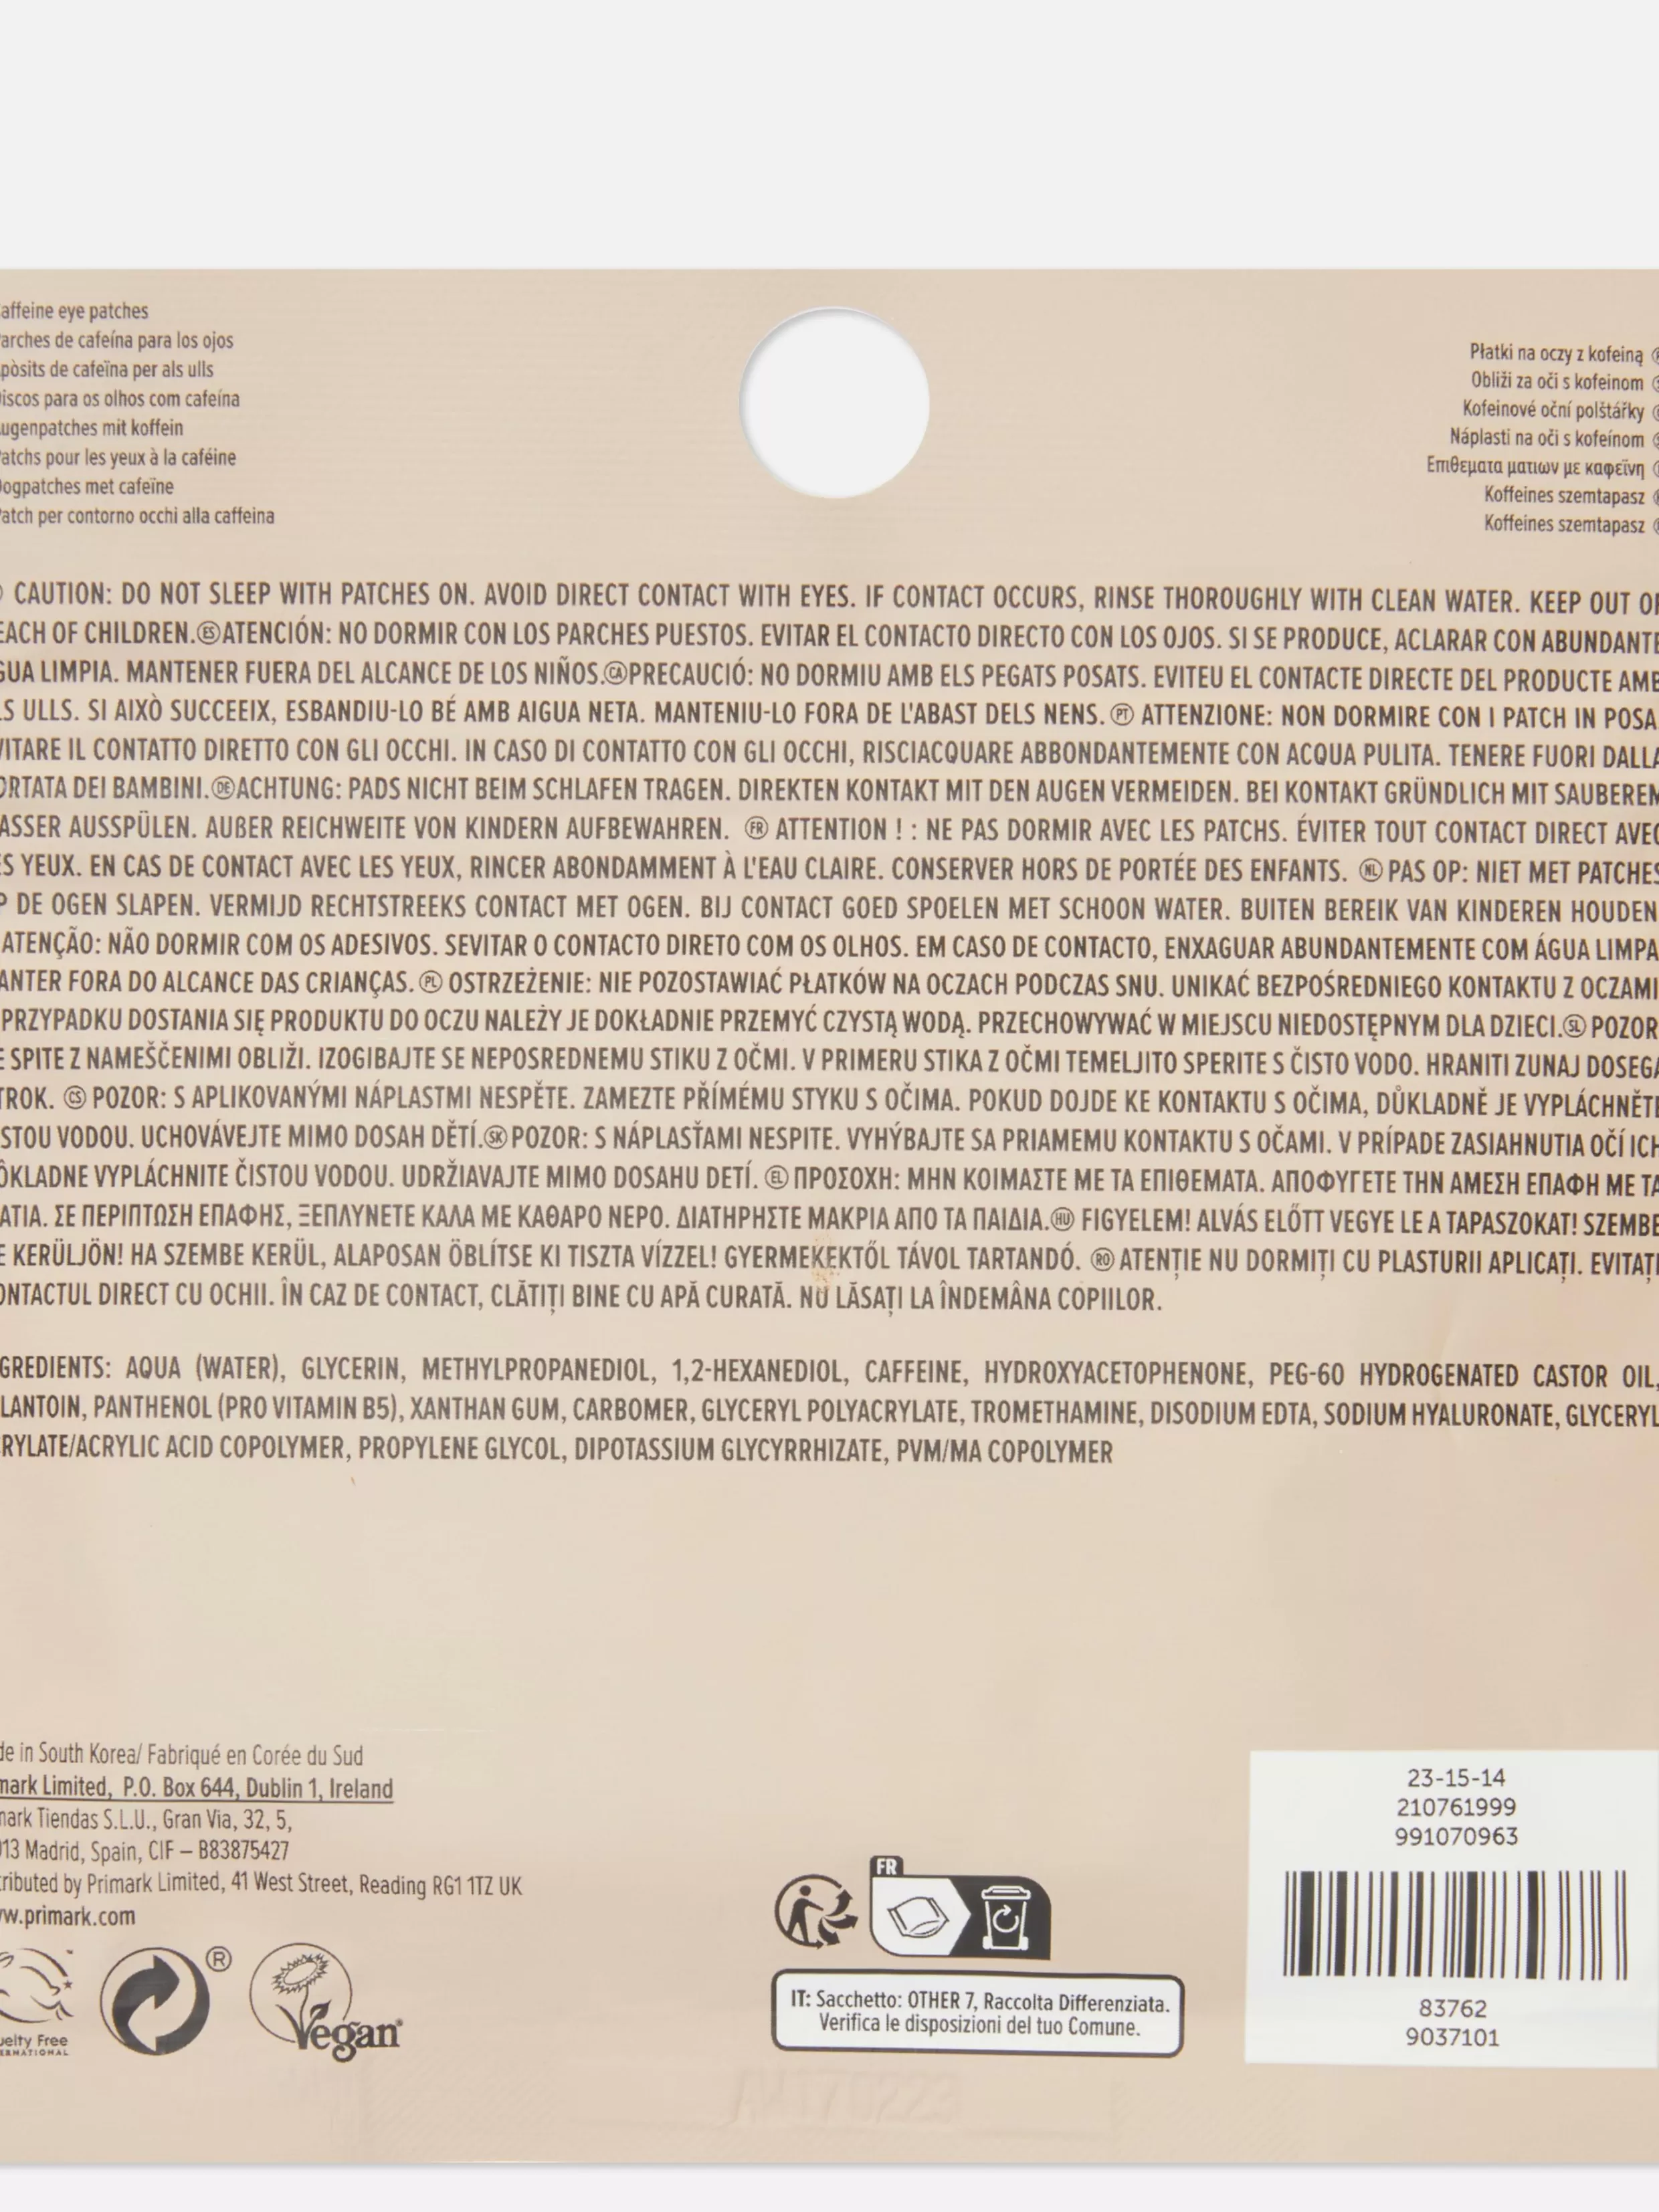 affeine eye patches
arches de cafeína para los ojos
pòsits de cafeïna per als ulls
iscos para os olhos com cafeína
ugenpatches mit koffein
atchs pour les yeux à la caféine
ogpatches met cafeïne
atch per contorno occhi alla caffeina
Płatki na oczy z kofeiną
Obliži za oči s kofeinom
Kofeinové oční polštářky
Náplasti na oči s kofeínom
Επιθεματα ματιων με καφεΐνη
Koffeines szemtapasz
Koffeines szemtapasz
CAUTION: DO NOT SLEEP WITH PATCHES ON. AVOID DIRECT CONTACT WITH EYES. IF CONTACT OCCURS, RINSE THOROUGHLY WITH CLEAN WATER. KEEP OUT OF
EACH OF CHILDREN. ES ATENCIÓN: NO DORMIR CON LOS PARCHES PUESTOS. EVITAR EL CONTACTO DIRECTO CON LOS OJOS. SI SE PRODUCE, ACLARAR CON ABUNDANTE
GUA LIMPIA. MANTENER FUERA DEL ALCANCE DE LOS NIÑOS. CA PRECAUCIÓ: NO DORMIU AMB ELS PEGATS POSATS. EVITEU EL CONTACTE DIRECTE DEL PRODUCTE AMB
LS ULLS. SI AIXÒ SUCCEEIX, ESBANDIU-LO BÉ AMB AIGUA NETA. MANTENIU-LO FORA DE L'ABAST DELS NENS. PT ATTENZIONE: NON DORMIRE CON I PATCH IN POSA
VITARE IL CONTATTO DIRETTO CON GLI OCCHI. IN CASO DI CONTATTO CON GLI OCCHI, RISCIACQUARE ABBONDANTEMENTE CON ACQUA PULITA. TENERE FUORI DALLA
ORTATA DEI BAMBINI. DE ACHTUNG: PADS NICHT BEIM SCHLAFEN TRAGEN. DIREKTEN KONTAKT MIT DEN AUGEN VERMEIDEN. BEI KONTAKT GRÜNDLICH MIT SAUBEREM
ASSER AUSSPÜLEN. AUßER REICHWEITE VON KINDERN AUFBEWAHREN. FR ATTENTION ! : NE PAS DORMIR AVEC LES PATCHS. ÉVITER TOUT CONTACT DIRECT AVEC
ES YEUX. EN CAS DE CONTACT AVEC LES YEUX, RINCER ABONDAMMENT À L'EAU CLAIRE. CONSERVER HORS DE PORTÉE DES ENFANTS. NL PAS OP: NIET MET PATCHES
P DE OGEN SLAPEN. VERMIJD RECHTSTREEKS CONTACT MET OGEN. BIJ CONTACT GOED SPOELEN MET SCHOON WATER. BUITEN BEREIK VAN KINDEREN HOUDEN
ATENÇÃO: NÃO DORMIR COM OS ADESIVOS. SEVITAR O CONTACTO DIRETO COM OS OLHOS. EM CASO DE CONTACTO, ENXAGUAR ABUNDANTEMENTE COM ÁGUA LIMPA
ANTER FORA DO ALCANCE DAS CRIANÇAS. PL OSTRZEŻENIE: NIE POZOSTAWIAĆ PŁATKÓW NA OCZACH PODCZAS SNU. UNIKAĆ BEZPOŚREDNIEGO KONTAKTU Z OCZAMI
PRZYPADKU DOSTANIA SIĘ PRODUKTU DO OCZU NALEŻY JE DOKŁADNIE PRZEMYĆ CZYSTĄ WODĄ. PRZECHOWYWAĆ W MIEJSCU NIEDOSTĘPNYM DLA DZIECI. SL POZOR
E SPITE Z NAMEŠČENIMI OBLIŽI. IZOGIBAJTE SE NEPOSREDNEMU STIKU Z OČMI. V PRIMERU STIKA Z OČMI TEMELJITO SPERITE S ČISTO VODO. HRANITI ZUNAJ DOSEGA
TROK. CS POZOR: S APLIKOVANÝMI NÁPLASTMI NESPĚTE. ZAMEZTE PŘÍMÉMU STYKU S OČIMA. POKUD DOJDE KE KONTAKTU S OČIMA, DŮKLADNĚ JE VYPLÁCHNĚTE
STOU VODOU. UCHOVÁVEJTE MIMO DOSAH DĚTÍ. SK POZOR: S NÁPLASŤAMI NESPITE. VYHÝBAJTE SA PRIAMEMU KONTAKTU S OČAMI. V PRÍPADE ZASIAHNUTIA OČÍ ICH
ÔKLADNE VYPLÁCHNITE ČISTOU VODOU. UDRŽIAVAJTE MIMO DOSAHU DETÍ. EL ΠΡΟΣΟΧΗ: ΜΗΝ ΚΟΙΜΑΣΤΕ ΜΕ ΤΑ ΕΠΙΘΕΜΑΤΑ. ΑΠΟΦΥΓΕΤΕ ΤΗΝ ΑΜΕΣΗ ΕΠΑΦΗ ΜΕ ΤΑ
ΑΤΙΑ. ΣΕ ΠΕΡΙΠΤΩΣΗ ΕΠΑΦΗΣ, ΞΕΠΛΥΝΕΤΕ ΚΑΛΑ ΜΕ ΚΑΘΑΡΟ ΝΕΡΟ. ΔΙΑΤΗΡΗΣΤΕ ΜΑΚΡΙΑ ΑΠΟ ΤΑ ΠΑΙΔΙΑ. HU FIGYELEM! ALVÁS ELŐTT VEGYE LE A TAPASZOKAT! SZEMBE
E KERÜLJÖN! HA SZEMBE KERÜL, ALAPOSAN ÖBLÍTSE KI TISZTA VÍZZEL! GYERMEKEKTŐL TÁVOL TARTANDÓ. RO ATENȚIE NU DORMIȚI CU PLASTURII APLICAȚI. EVITAȚI
ONTACTUL DIRECT CU OCHII. ÎN CAZ DE CONTACT, CLĂTIȚI BINE CU APĂ CURATĂ. NU LĂSAȚI LA ÎNDEMÂNA COPIILOR.
GREDIENTS: AQUA (WATER), GLYCERIN, METHYLPROPANEDIOL, 1,2-HEXANEDIOL, CAFFEINE, HYDROXYACETOPHENONE, PEG-60 HYDROGENATED CASTOR OIL,
LANTOIN, PANTHENOL (PRO VITAMIN B5), XANTHAN GUM, CARBOMER, GLYCERYL POLYACRYLATE, TROMETHAMINE, DISODIUM EDTA, SODIUM HYALURONATE, GLYCERYL
RYLATE/ACRYLIC ACID COPOLYMER, PROPYLENE GLYCOL, DIPOTASSIUM GLYCYRRHIZATE, PVM/MA COPOLYMER
de in South Korea/ Fabriqué en Corée du Sud
mark Limited, P.O. Box 644, Dublin 1, Ireland
mark Tiendas S.L.U., Gran Via, 32, 5,
013 Madrid, Spain, CIF – B83875427
tributed by Primark Limited, 41 West Street, Reading RG1 1TZ UK
w.primark.com
uelty Free
ERNATIONAL
®
Vegan
FR
IT: Sacchetto: OTHER 7, Raccolta Differenziata.
Verifica le disposizioni del tuo Comune.
23-15-14
210761999
991070963
83762
9037101